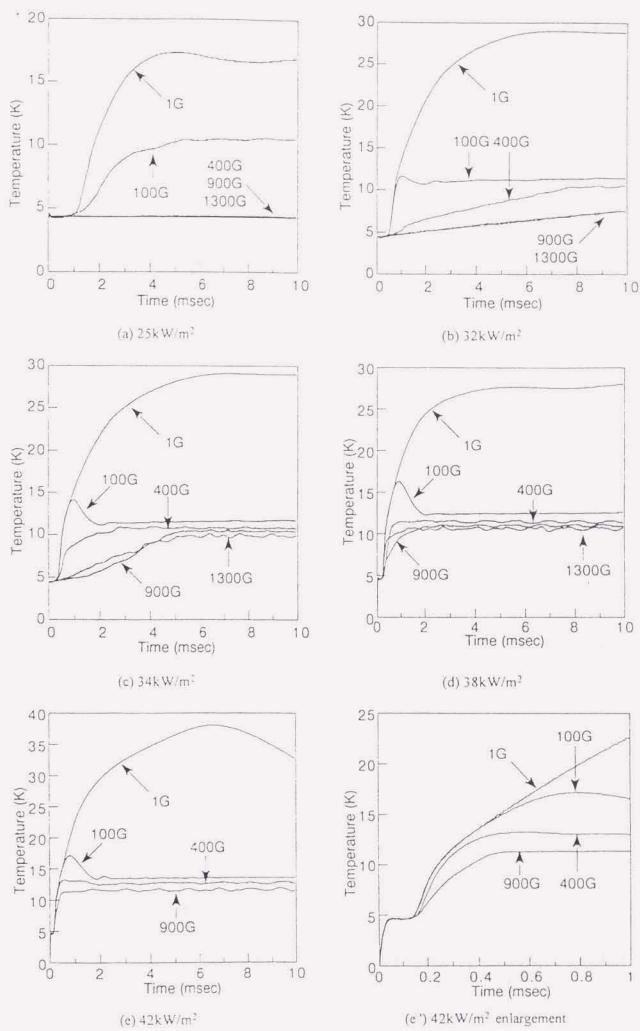 20
15
10
5
0
Temperature (K)
1G
100G
400G
900G
1300G
0 2 4 6 8 10
Time (msec)
(a) 25kW/m²
30
25
20
15
10
5
0
Temperature (K)
1G
100G 400G
900G
1300G
0 2 4 6 8 10
Time (msec)
(b) 32kW/m²
30
25
20
15
10
5
0
Temperature (K)
1G
100G
400G
900G
1300G
0 2 4 6 8 10
Time (msec)
(c) 34kW/m²
30
25
20
15
10
5
0
Temperature (K)
1G
100G
400G
900G
1300G
0 2 4 6 8 10
Time (msec)
(d) 38kW/m²
40
35
30
25
20
15
10
5
0
Temperature (K)
1G
100G
400G
900G
0 2 4 6 8 10
Time (msec)
(e) 42kW/m²
25
20
15
10
5
0
Temperature (K)
1G
100G
900G
400G
0 0.2 0.4 0.6 0.8 1
Time (msec)
(e') 42kW/m² enlargement